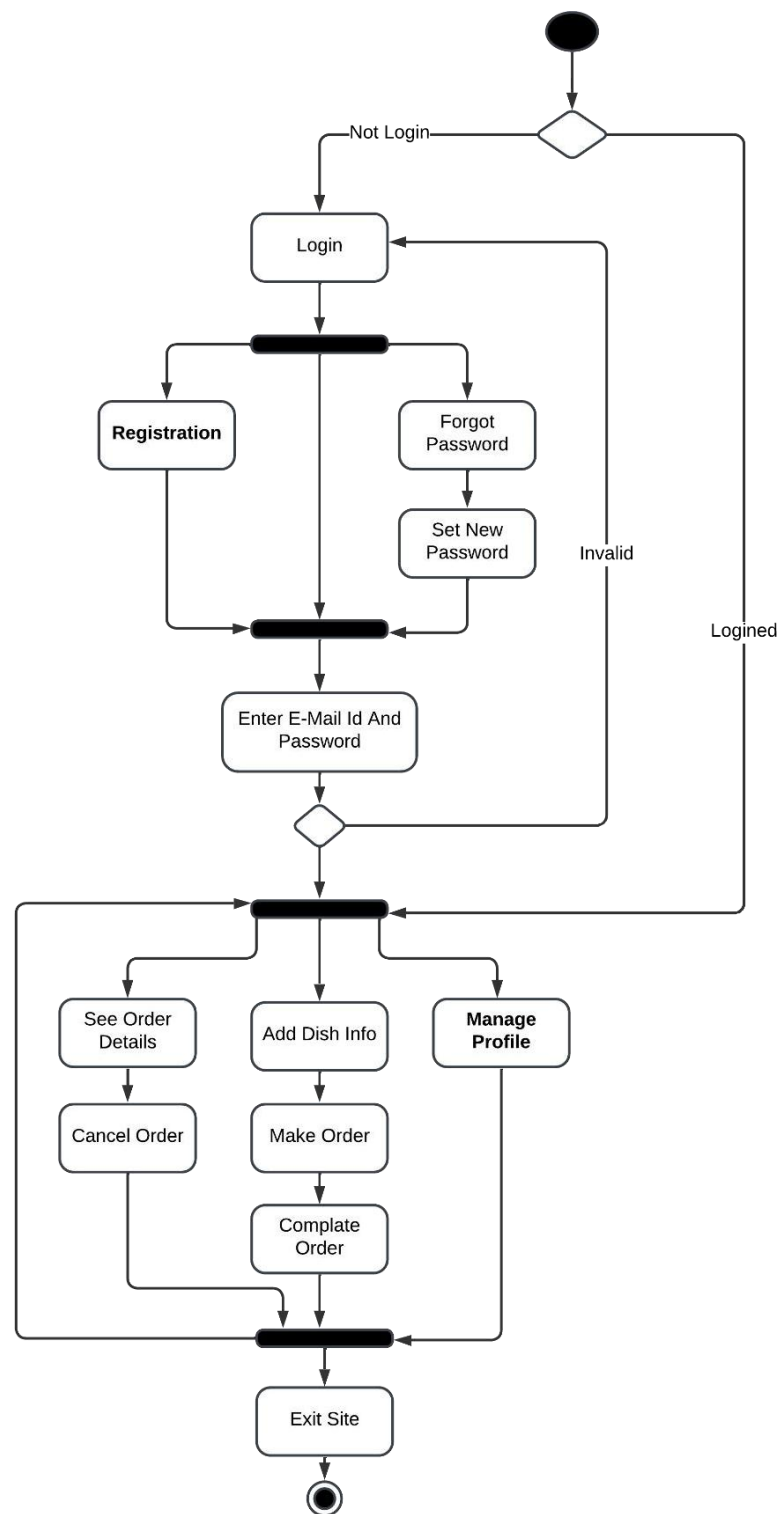 Not Login
Login
Registration
Forgot
Password
Set New
Password
Invalid
Logined
Enter E-Mail Id And
Password
See Order
Details
Add Dish Info
Manage
Profile
Cancel Order
Make Order
Complate
Order
Exit Site